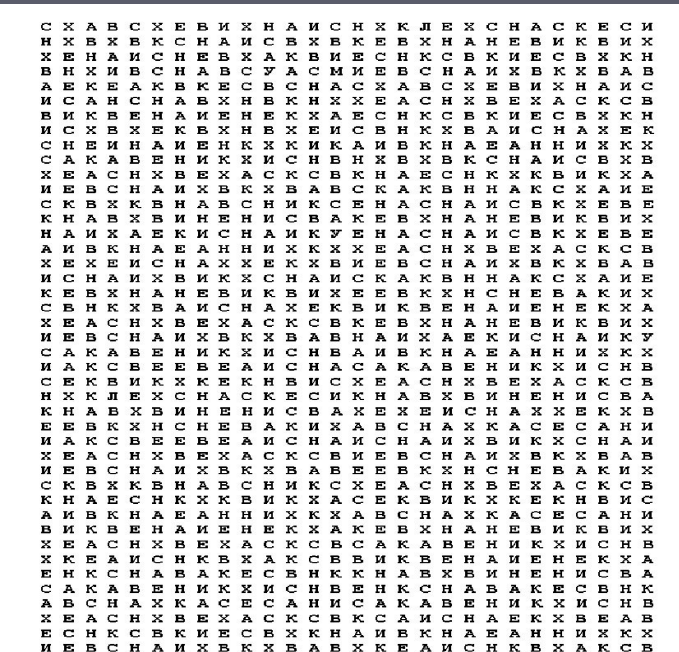 С Х А В С Х Е В И Х Н А И С Н Х К Л Е Х С Н А С К Е С И
Н Х В Х В К С Н А И С В Х В К Е В Х Н А Н Е В И К В И Х
Х Е Н А И С Н Е В Х А К В И Е С Н К С В К И Е С В Х К Н
В Н Х И В С Н А В С У А С М И Е В С Н А И Х В К Х В А В
А Е К Е А К В К Е С В С Н А С Х А В С Х Е В И Х Н А И С
И С А Н С Н А В Х Н В К Н Х Х Е А С Н Х В Е Х А С К С В
В И К В Е Н А И Е Н Е К Х А Е С Н К С В К И Е С В Х К Н
И С Х В Х Е К В Х Н В Х Е И С В Н К Х В А И С Н А Х Е К
С Н Е И Н А И Е Н К Х К И К А И В К Н А Е А Н Н И Х К Х
С А К А В Е Н И К Х И С Н В Н Х В Х В К С Н А И С В Х В
Х Е А С Н Х В Е Х А С К С В К Н А Е С Н К Х К В И К Х А
И Е В С Н А И Х В К Х В А В С К А К В Н Н А К С Х А И Е
С К В Х К В Н А В С Н И К С Е Н А С Н А И С В К Х Е В Е
К Н А В Х В И Н Е Н И С В А К Е В Х Н А Н Е В И К В И Х
Н А И Х А Е К И С Н А И К У Е Н А С Н А И С В К Х Е В Е
А И В К Н А Е А Н Н И Х К Х Х Е А С Н Х В Е Х А С К С В
Х Е Х Е И С Н А Х Х Е К Х В И Е В С Н А И Х В К Х В А В
И С Н А И Х В И К Х С Н А И С К А К В Н Н А К С Х А И Е
К Е В Х Н А Н Е В И К В И Х Е Е В К Х Н С Н Е В А К И Х
С В Н К Х В А И С Н А Х Е К В И К В Е Н А И Е Н Е К Х А
Х Е А С Н Х В Е Х А С К С В К Е В Х Н А Н Е В И К В И Х
И Е В С Н А И Х В К Х В А В Н А И Х А Е К И С Н А И К У
С А К А В Е Н И К Х И С Н В А И В К Н А Е А Н Н И Х К Х
И А К С В Е Е В Е А И С Н А С А К А В Е Н И К Х И С Н В
С Е К В И К Х К Е К Н В И С Х Е А С Н Х В Е Х А С К С В
Н Х К Л Е Х С Н А С К Е С И К Н А В Х В И Н Е Н И С В А
К Н А В Х В И Н Е Н И С В А Х Е Х Е И С Н А Х Х Е К Х В
Е Е В К Х Н С Н Е В А К И Х А В С Н А Х К А С Е С А Н И
И А К С В Е Е В Е А И С Н А И С Н А И Х В И К Х С Н А И
Х Е А С Н Х В Е Х А С К С В И Е В С Н А И Х В К Х В А В
И Е В С Н А И Х В К Х В А В Е Е В К Х Н С Н Е В А К И Х
С К В Х К В Н А В С Н И К С Х Е А С Н Х В Е Х А С К С В
К Н А Е С Н К Х К В И К Х А С Е К В И К Х К Е К Н В И С
А И В К Н А Е А Н Н И Х К Х А В С Н А Х К А С Е С А Н И
В И К В Е Н А И Е Н Е К Х А К Е В Х Н А Н Е В И К В И Х
Х Е А С Н Х В Е Х А С К С В С А К А В Е Н И К Х И С Н В
Х К Е А И С Н К В Х А К С В В И К В Е Н А И Е Н Е К Х А
Е Н К С Н А В А К Е С В Н К К Н А В Х В И Н Е Н И С В А
С А К А В Е Н И К Х И С Н В Е Н К С Н А В А К Е С В Н К
А В С Н А Х К А С Е С А Н И С А К А В Е Н И К Х И С Н В
Х Е А С Н Х В Е Х А С К С В К С А И С Н А Е К Х В Е А В
Е С Н К С В К И Е С В Х К Н А И В К Н А Е А Н Н И Х К Х
И Е В С Н А И Х В К Х В А В Х К Е А И С Н К В Х А К С В